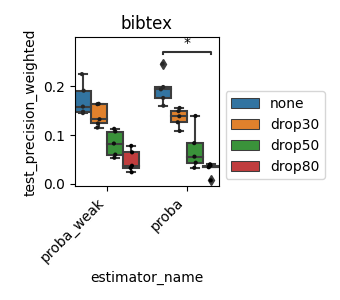 bibtex
*
test_precision_weighted
0.2
0.1
0.0
none
drop30
drop50
drop80
proba_weak
proba
estimator_name